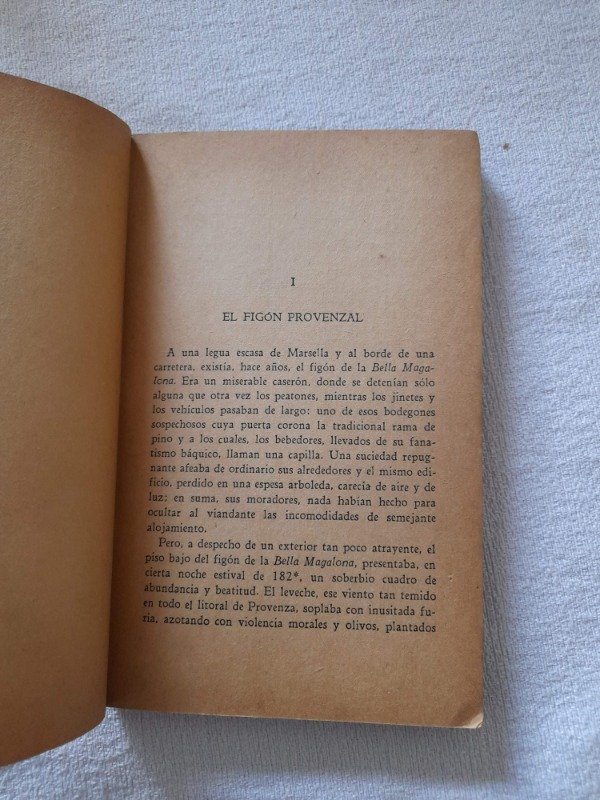 I
EL FIGÓN PROVENZAL
A una legua escasa de Marsella y al borde de una
carretera, existía, hace años, el figón de la Bella Maga-
lona. Era un miserable caserón, donde se detenían sólo
alguna que otra vez los peatones, mientras los jinetes y
los vehículos pasaban de largo: uno de esos bodegones
sospechosos cuya puerta corona la tradicional rama de
pino y a los cuales, los bebedores, llevados de su fana-
tismo báquico, llaman una capilla. Una suciedad repug-
nante afeaba de ordinario sus alrededores y el mismo edi-
ficio, perdido en una espesa arboleda, carecía de aire y de
luz; en suma, sus moradores, nada habían hecho para
ocultar al viandante las incomodidades de semejante
alojamiento.
Pero, a despecho de un exterior tan poco atrayente, el
piso bajo del figón de la Bella Magalona, presentaba, en
cierta noche estival de 182*, un soberbio cuadro de
abundancia y beatitud. El leveche, ese viento tan temido
en todo el litoral de Provenza, soplaba con inusitada fu-
ria, azotando con violencia morales y olivos, plantados